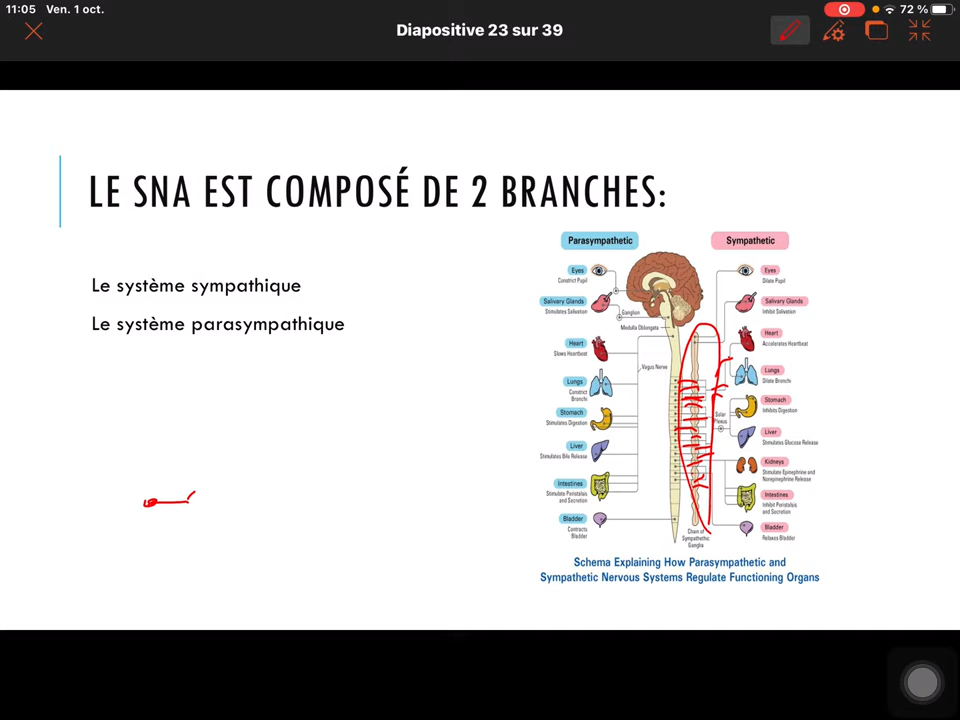 11:05 Ven. 1 oct.
72 %
Diapositive 23 sur 39
LE SNA EST COMPOSÉ DE 2 BRANCHES:
Le système sympathique
Le système parasympathique
Parasympathetic
Eyes
Constrict Pupil
Salivary Glands
Stimulates Salivation
Ganglion
Medulla Oblongata
Heart
Slows Heartbeat
Vagus Nerve
Lungs
Constrict
Bronchi
Stomach
Stimulates Digestion
Liver
Stimulates Bile Release
Intestines
Stimulate Peristalsis
and Secretion
Bladder
Contracts
Bladder
Sympathetic
Eyes
Dilate Pupil
Salivary Glands
Inhibit Salivation
Heart
Accelerates Heartbeat
Lungs
Dilate Bronchi
Solar
Plexus
Stomach
Inhibits Digestion
Liver
Stimulates Glucose Release
Kidneys
Stimulate Epinephrine and
Norepinephrine Release
Intestines
Inhibit Peristalsis
and Secretion
Bladder
Relaxes Bladder
Chain of
Sympathetic
Ganglia
Schema Explaining How Parasympathetic and
Sympathetic Nervous Systems Regulate Functioning Organs